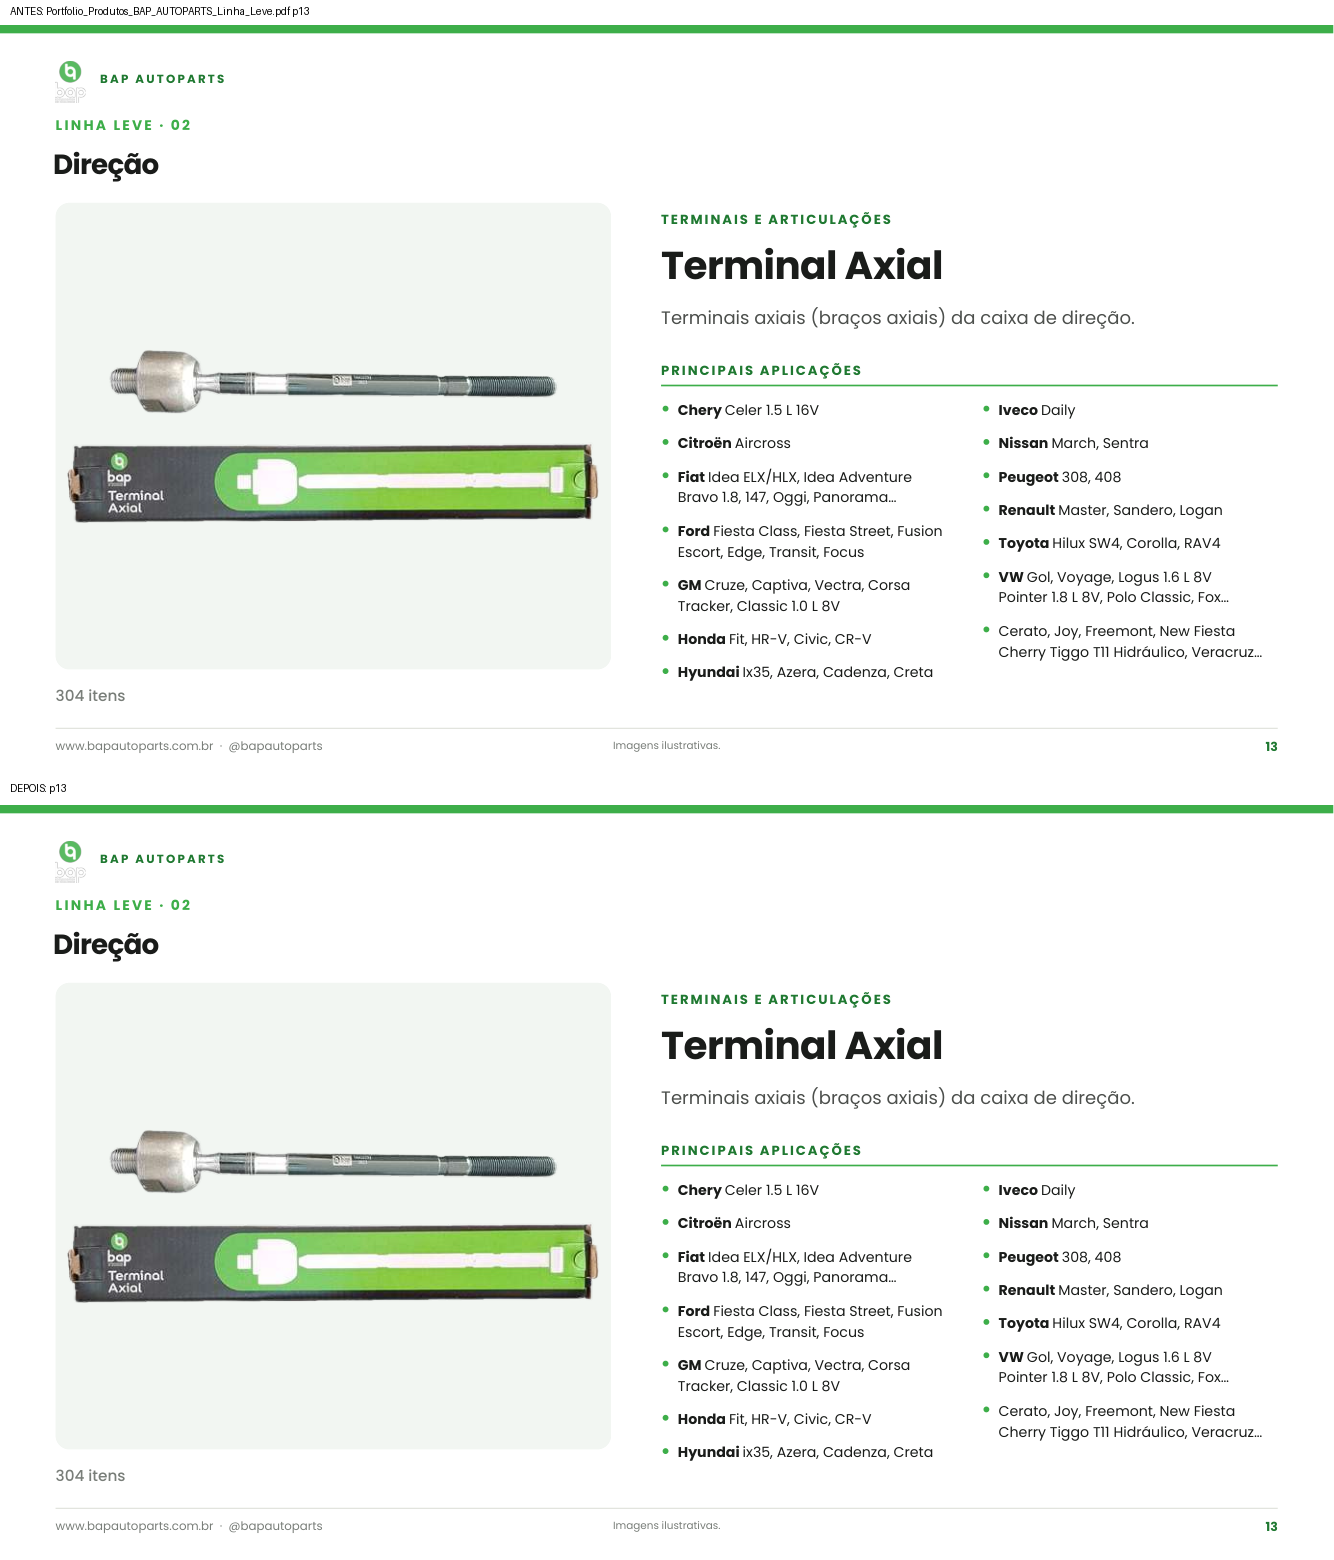 ANTES: Portfolio_Produtos_BAP_AUTOPARTS_Linha_Leve.pdf p13
bap
BAP AUTOPARTS
LINHA LEVE · 02
Direção
bap
Terminal
Axial
304 itens
TERMINAIS E ARTICULAÇÕES
Terminal Axial
Terminais axiais (braços axiais) da caixa de direção.
PRINCIPAIS APLICAÇÕES
Chery Celer 1.5 L 16V
Citroën Aircross
Fiat Idea ELX/HLX, Idea Adventure
Bravo 1.8, 147, Oggi, Panorama...
Ford Fiesta Class, Fiesta Street, Fusion
Escort, Edge, Transit, Focus
GM Cruze, Captiva, Vectra, Corsa
Tracker, Classic 1.0 L 8V
Honda Fit, HR-V, Civic, CR-V
Hyundai Ix35, Azera, Cadenza, Creta
Iveco Daily
Nissan March, Sentra
Peugeot 308, 408
Renault Master, Sandero, Logan
Toyota Hilux SW4, Corolla, RAV4
VW Gol, Voyage, Logus 1.6 L 8V
Pointer 1.8 L 8V, Polo Classic, Fox...
Cerato, Joy, Freemont, New Fiesta
Cherry Tiggo T11 Hidráulico, Veracruz...
www.bapautoparts.com.br · @bapautoparts
Imagens ilustrativas.
13
DEPOIS: p13
bap
BAP AUTOPARTS
LINHA LEVE · 02
Direção
bap
Terminal
Axial
304 itens
TERMINAIS E ARTICULAÇÕES
Terminal Axial
Terminais axiais (braços axiais) da caixa de direção.
PRINCIPAIS APLICAÇÕES
Chery Celer 1.5 L 16V
Citroën Aircross
Fiat Idea ELX/HLX, Idea Adventure
Bravo 1.8, 147, Oggi, Panorama...
Ford Fiesta Class, Fiesta Street, Fusion
Escort, Edge, Transit, Focus
GM Cruze, Captiva, Vectra, Corsa
Tracker, Classic 1.0 L 8V
Honda Fit, HR-V, Civic, CR-V
Hyundai ix35, Azera, Cadenza, Creta
Iveco Daily
Nissan March, Sentra
Peugeot 308, 408
Renault Master, Sandero, Logan
Toyota Hilux SW4, Corolla, RAV4
VW Gol, Voyage, Logus 1.6 L 8V
Pointer 1.8 L 8V, Polo Classic, Fox...
Cerato, Joy, Freemont, New Fiesta
Cherry Tiggo T11 Hidráulico, Veracruz...
www.bapautoparts.com.br · @bapautoparts
Imagens ilustrativas.
13